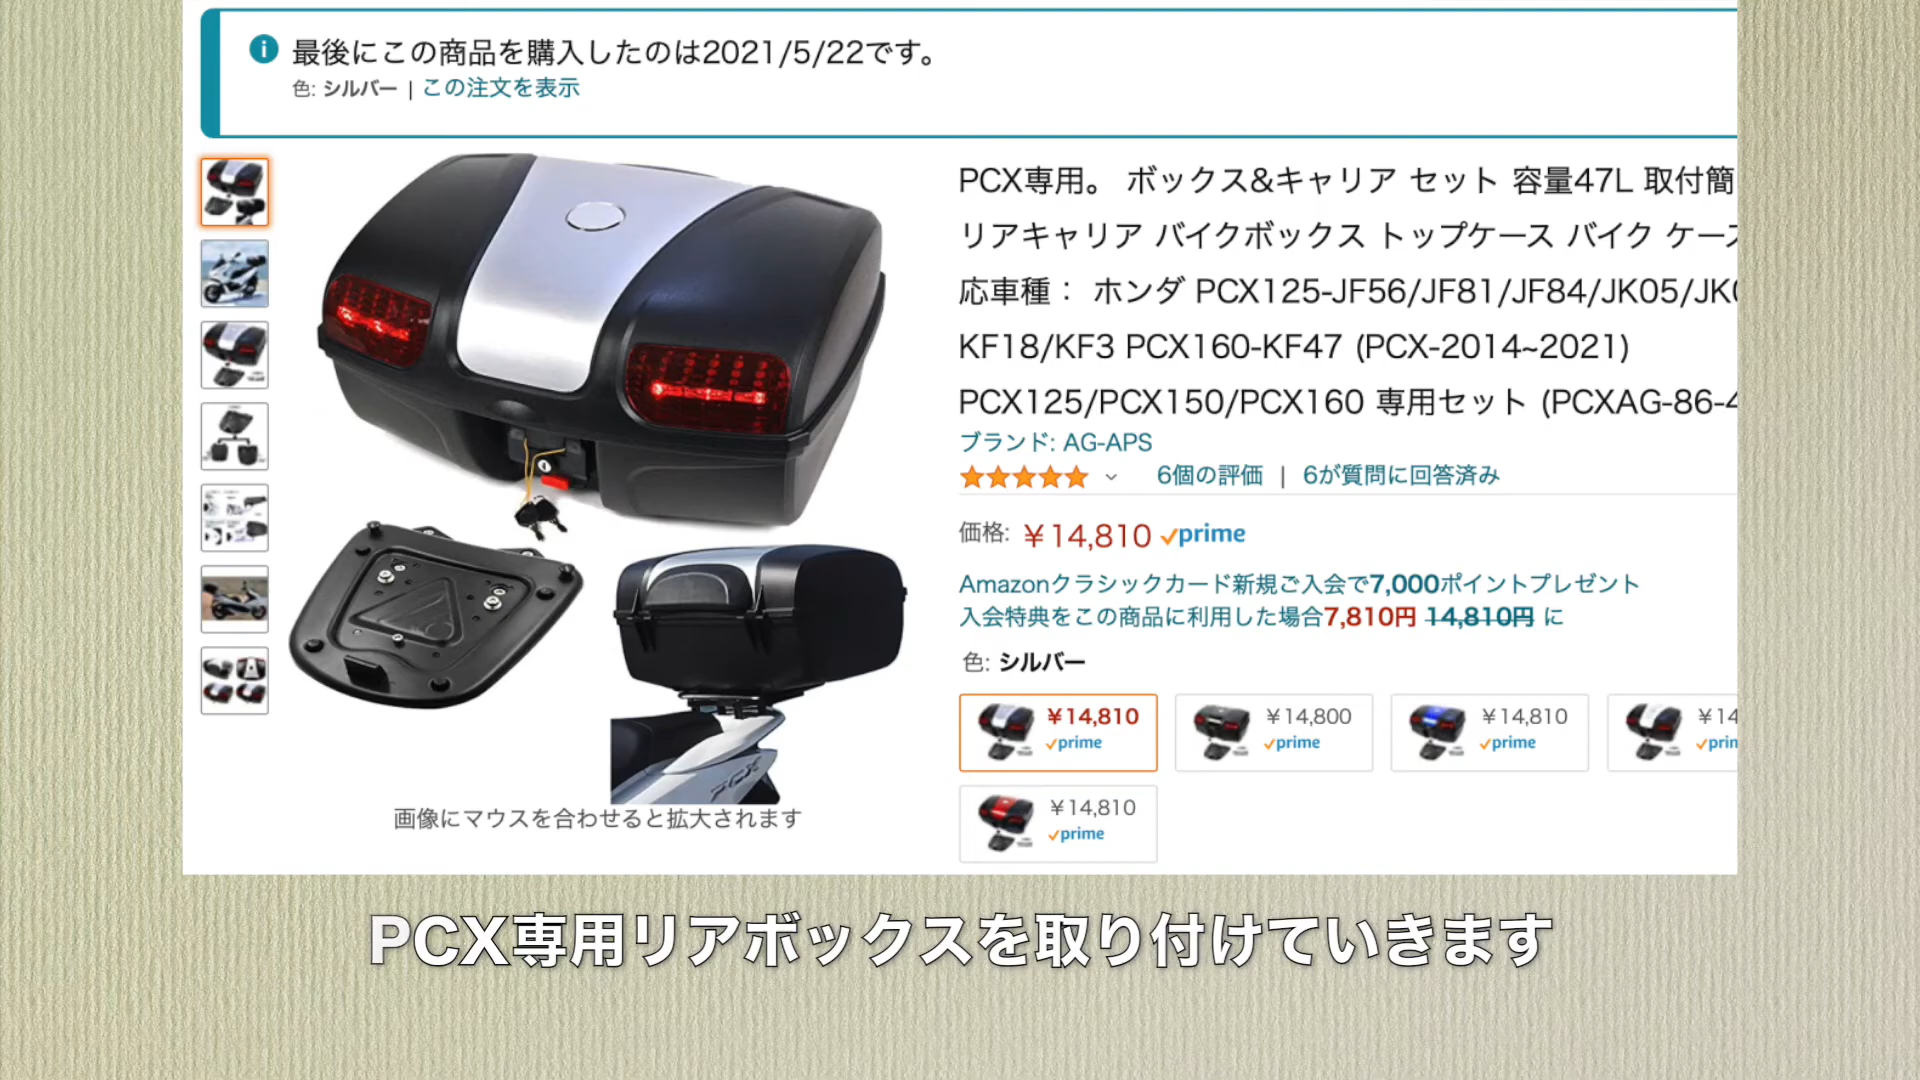 最後にこの商品を購入したのは2021/5/22です。
色: シルバー | この注文を表示
PCX専用。 ボックス&キャリア セット 容量47L 取付簡
リアキャリア バイクボックス トップケース バイク ケース
応車種： ホンダ PCX125-JF56/JF81/JF84/JK05/JK0
KF18/KF3 PCX160-KF47 (PCX-2014~2021)
PCX125/PCX150/PCX160 専用セット (PCXAG-86-4
ブランド: AG-APS
6個の評価 | 6が質問に回答済み
価格: ￥14,810 prime
Amazonクラシックカード新規ご入会で7,000ポイントプレゼント
入会特典をこの商品に利用した場合7,810円 14,810円 に
色: シルバー
￥14,810
prime
￥14,800
prime
￥14,810
prime
￥14
prin
￥14,810
prime
PCX
画像にマウスを合わせると拡大されます
PCX専用リアボックスを取り付けていきます